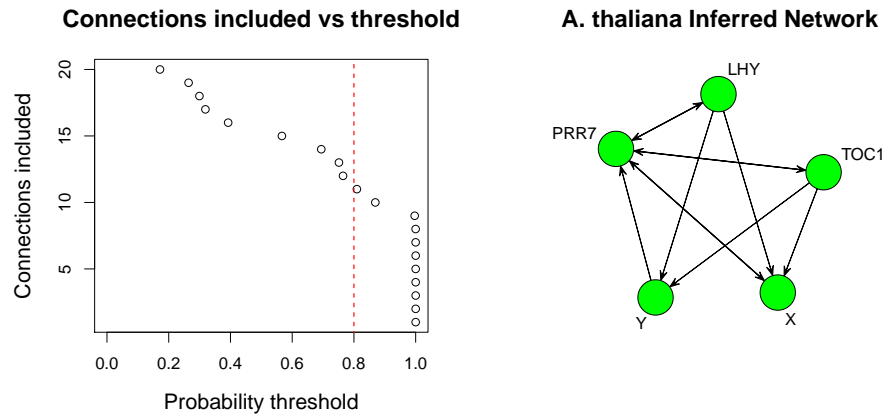 Connections included vs threshold
Connections included
20
15
10
5
0.0 0.2 0.4 0.6 0.8 1.0
Probability threshold
A. thaliana Inferred Network
LHY
PRR7
TOC1
Y
X